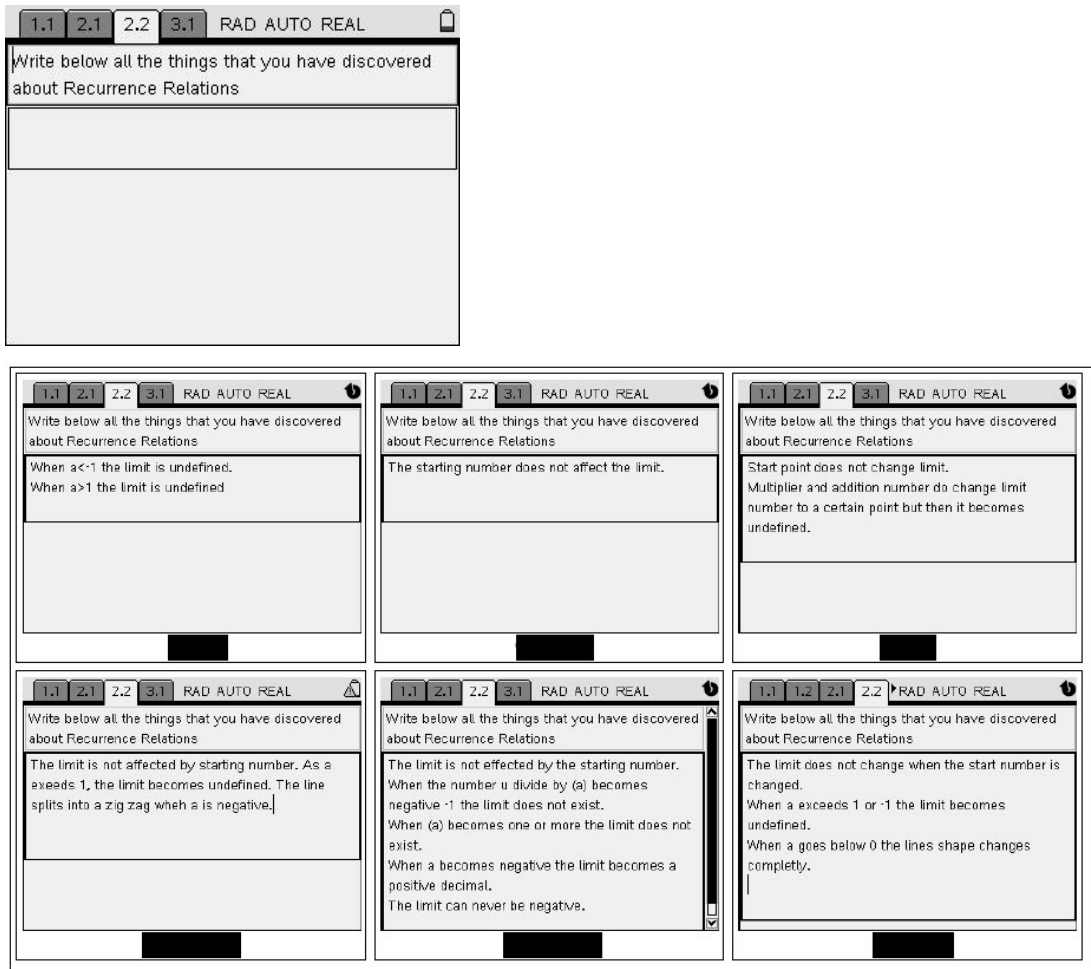 1.1 2.1 2.2 3.1 RAD AUTO REAL
Write below all the things that you have discovered
about Recurrence Relations
1.1 2.1 2.2 3.1 RAD AUTO REAL
Write below all the things that you have discovered
about Recurrence Relations
When a<-1 the limit is undefined.
When a>1 the limit is undefined
1.1 2.1 2.2 3.1 RAD AUTO REAL
Write below all the things that you have discovered
about Recurrence Relations
The starting number does not affect the limit.
1.1 2.1 2.2 3.1 RAD AUTO REAL
Write below all the things that you have discovered
about Recurrence Relations
Start point does not change limit.
Multiplier and addition number do change limit
number to a certain point but then it becomes
undefined.
1.1 2.1 2.2 3.1 RAD AUTO REAL
Write below all the things that you have discovered
about Recurrence Relations
The limit is not affected by starting number. As a
exeeds 1, the limit becomes undefined. The line
splits into a zig zag wheh a is negative.
1.1 2.1 2.2 3.1 RAD AUTO REAL
Write below all the things that you have discovered
about Recurrence Relations
The limit is not effected by the starting number.
When the number u divide by (a) becomes
negative -1 the limit does not exist.
When (a) becomes one or more the limit does not
exist.
When a becomes negative the limit becomes a
positive decimal.
The limit can never be negative.
1.1 1.2 2.1 2.2 RAD AUTO REAL
Write below all the things that you have discovered
about Recurrence Relations
The limit does not change when the start number is
changed.
When a exceeds 1 or -1 the limit becomes
undefined.
When a goes below 0 the lines shape changes
completly.